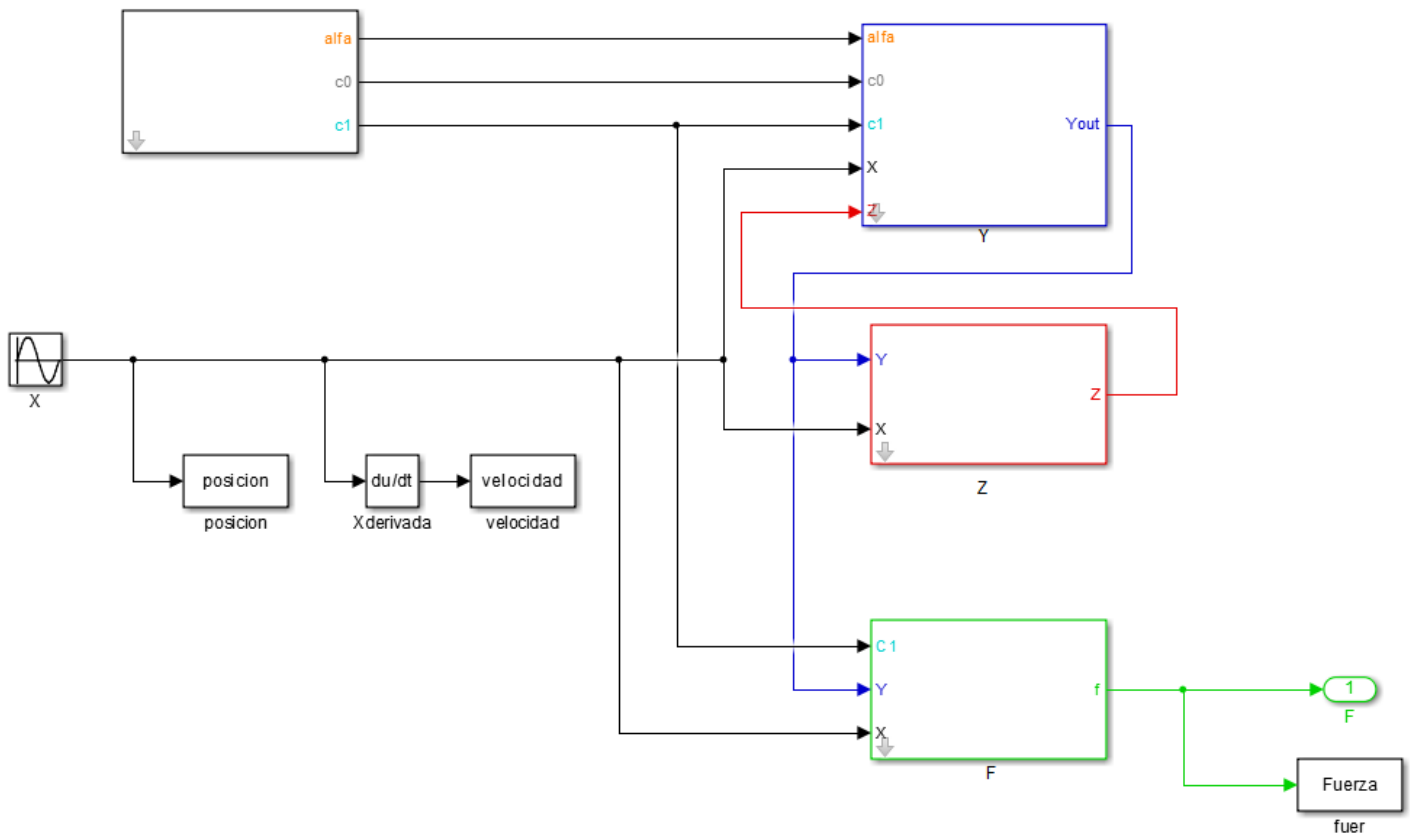 alfa
c0
c1
alfa
c0
c1
X
Z
Yout
Y
X
Y
X
Z
Z
posicion
posicion
du/dt
Xderivada
velocidad
velocidad
C1
Y
X
f
F
1
F
Fuerza
fuer